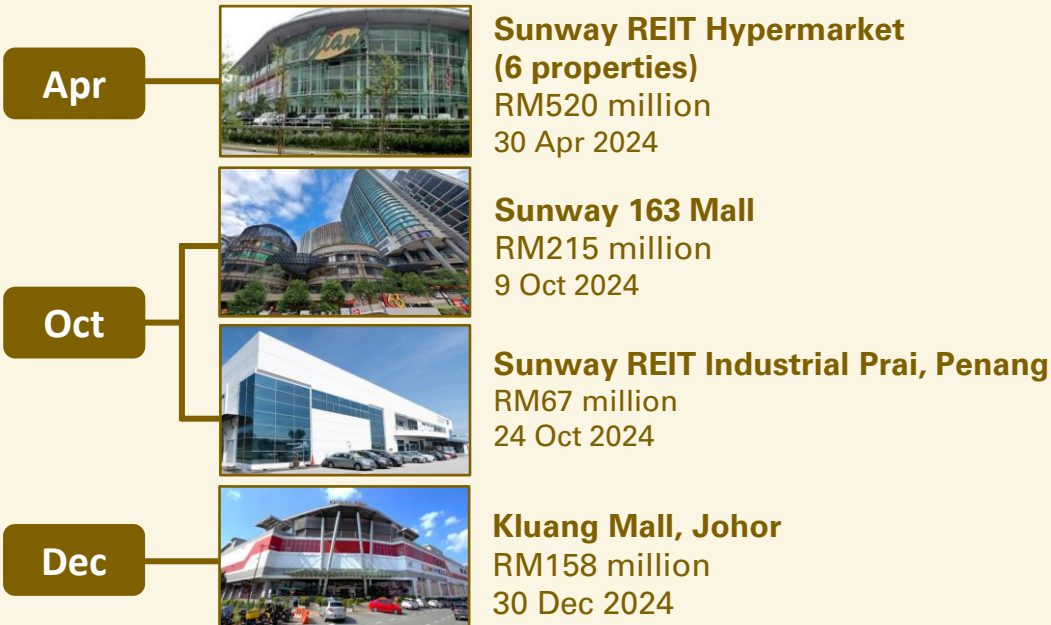 Apr
Giant
Sunway REIT Hypermarket
(6 properties)
RM520 million
30 Apr 2024
Oct
Sunway 163 Mall
RM215 million
9 Oct 2024
Sunway REIT Industrial Prai, Penang
RM67 million
24 Oct 2024
Dec
Kluang Mall, Johor
RM158 million
30 Dec 2024